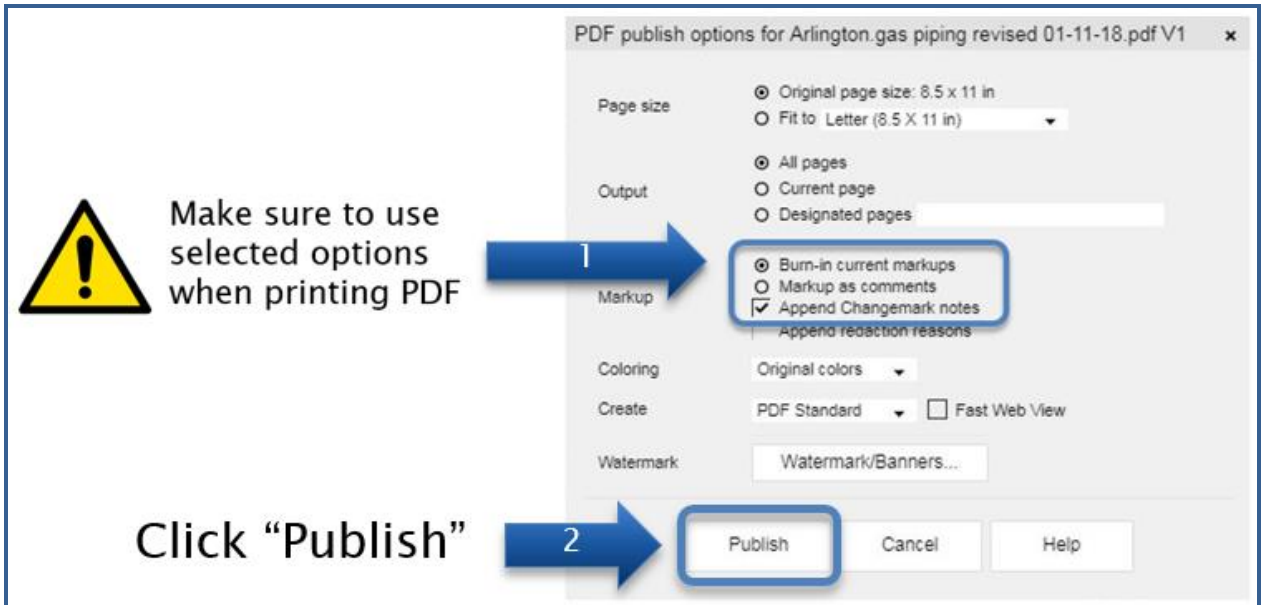 PDF publish options for Arlington.gas piping revised 01-11-18.pdf V1 x
Page size
Original page size: 8.5 x 11 in
Fit to Letter (8.5 X 11 in)
Output
All pages
Current page
Designated pages
Make sure to use
selected options
when printing PDF
1
Markup
Burn-in current markups
Markup as comments
Append Changemark notes
Append redaction reasons
Coloring
Original colors
Create
PDF Standard
Fast Web View
Watermark
Watermark/Banners...
Click “Publish”
2
Publish
Cancel
Help